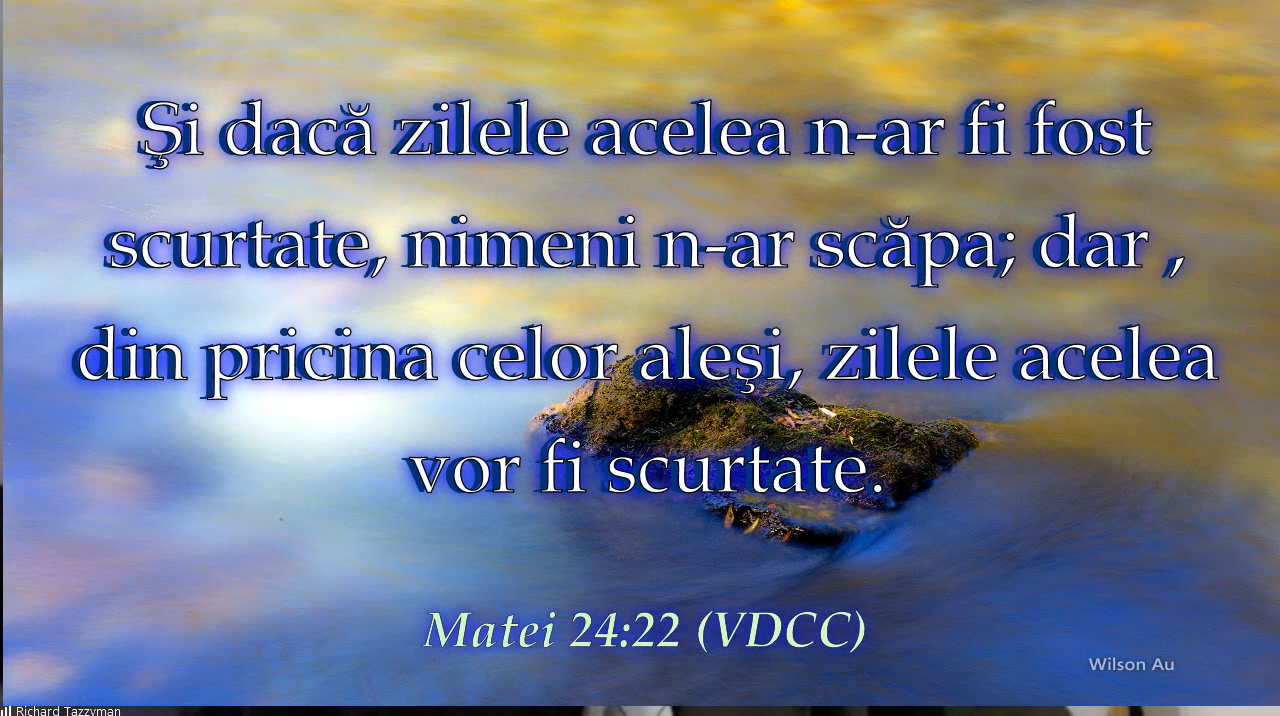 Şi dacă zilele acelea n-ar fi fost
scurtate, nimeni n-ar scăpa; dar ,
din pricina celor aleşi, zilele acelea
vor fi scurtate.
Matei 24:22 (VDCC)
Wilson Au
Richard Tazzyman